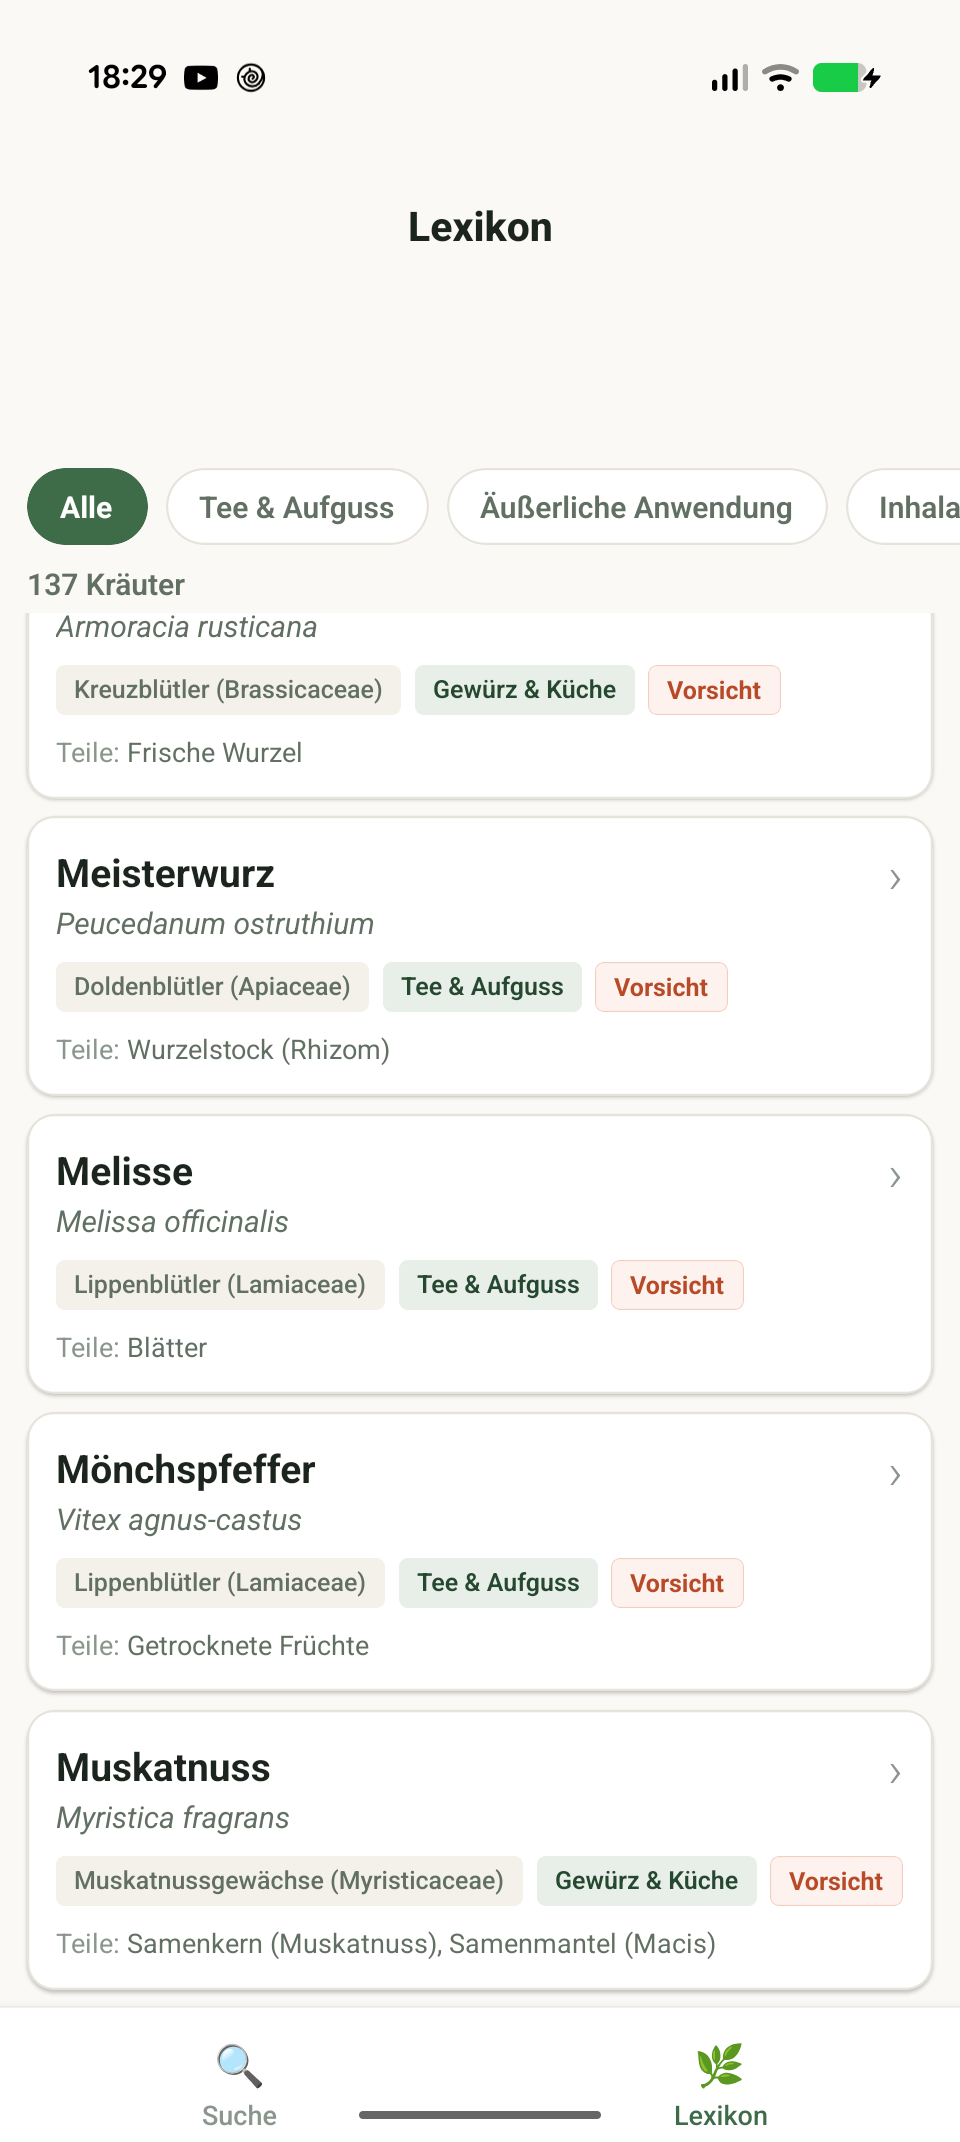 18:29
Lexikon
Alle
Tee & Aufguss
Äußerliche Anwendung
Inhala
137 Kräuter
Armoracia rusticana
Kreuzblütler (Brassicaceae) Gewürz & Küche Vorsicht
Teile: Frische Wurzel
Meisterwurz
Peucedanum ostruthium
Doldenblütler (Apiaceae) Tee & Aufguss Vorsicht
Teile: Wurzelstock (Rhizom)
Melisse
Melissa officinalis
Lippenblütler (Lamiaceae) Tee & Aufguss Vorsicht
Teile: Blätter
Mönchspfeffer
Vitex agnus-castus
Lippenblütler (Lamiaceae) Tee & Aufguss Vorsicht
Teile: Getrocknete Früchte
Muskatnuss
Myristica fragrans
Muskatnussgewächse (Myristicaceae) Gewürz & Küche Vorsicht
Teile: Samenkern (Muskatnuss), Samenmantel (Macis)
Suche
Lexikon